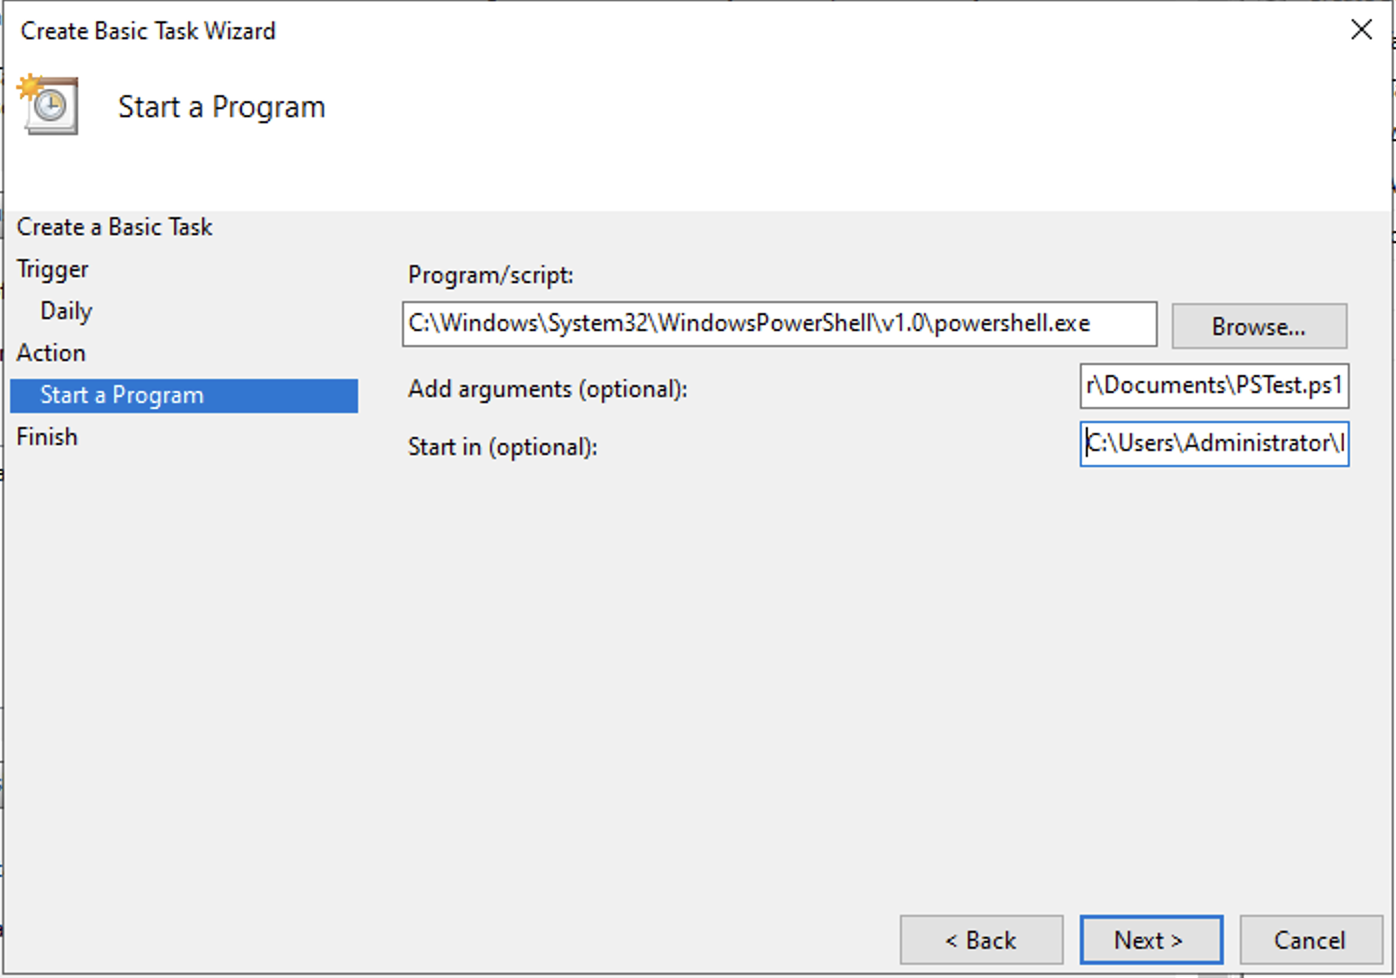 Create Basic Task Wizard
Start a Program
Create a Basic Task
Trigger
Daily
Action
Start a Program
Finish
Program/script:
C:\Windows\System32\WindowsPowerShell\v1.0\powershell.exe
Browse...
Add arguments (optional):
r\Documents\PSTest.ps1
Start in (optional):
C:\Users\Administrator\
< Back
Next >
Cancel